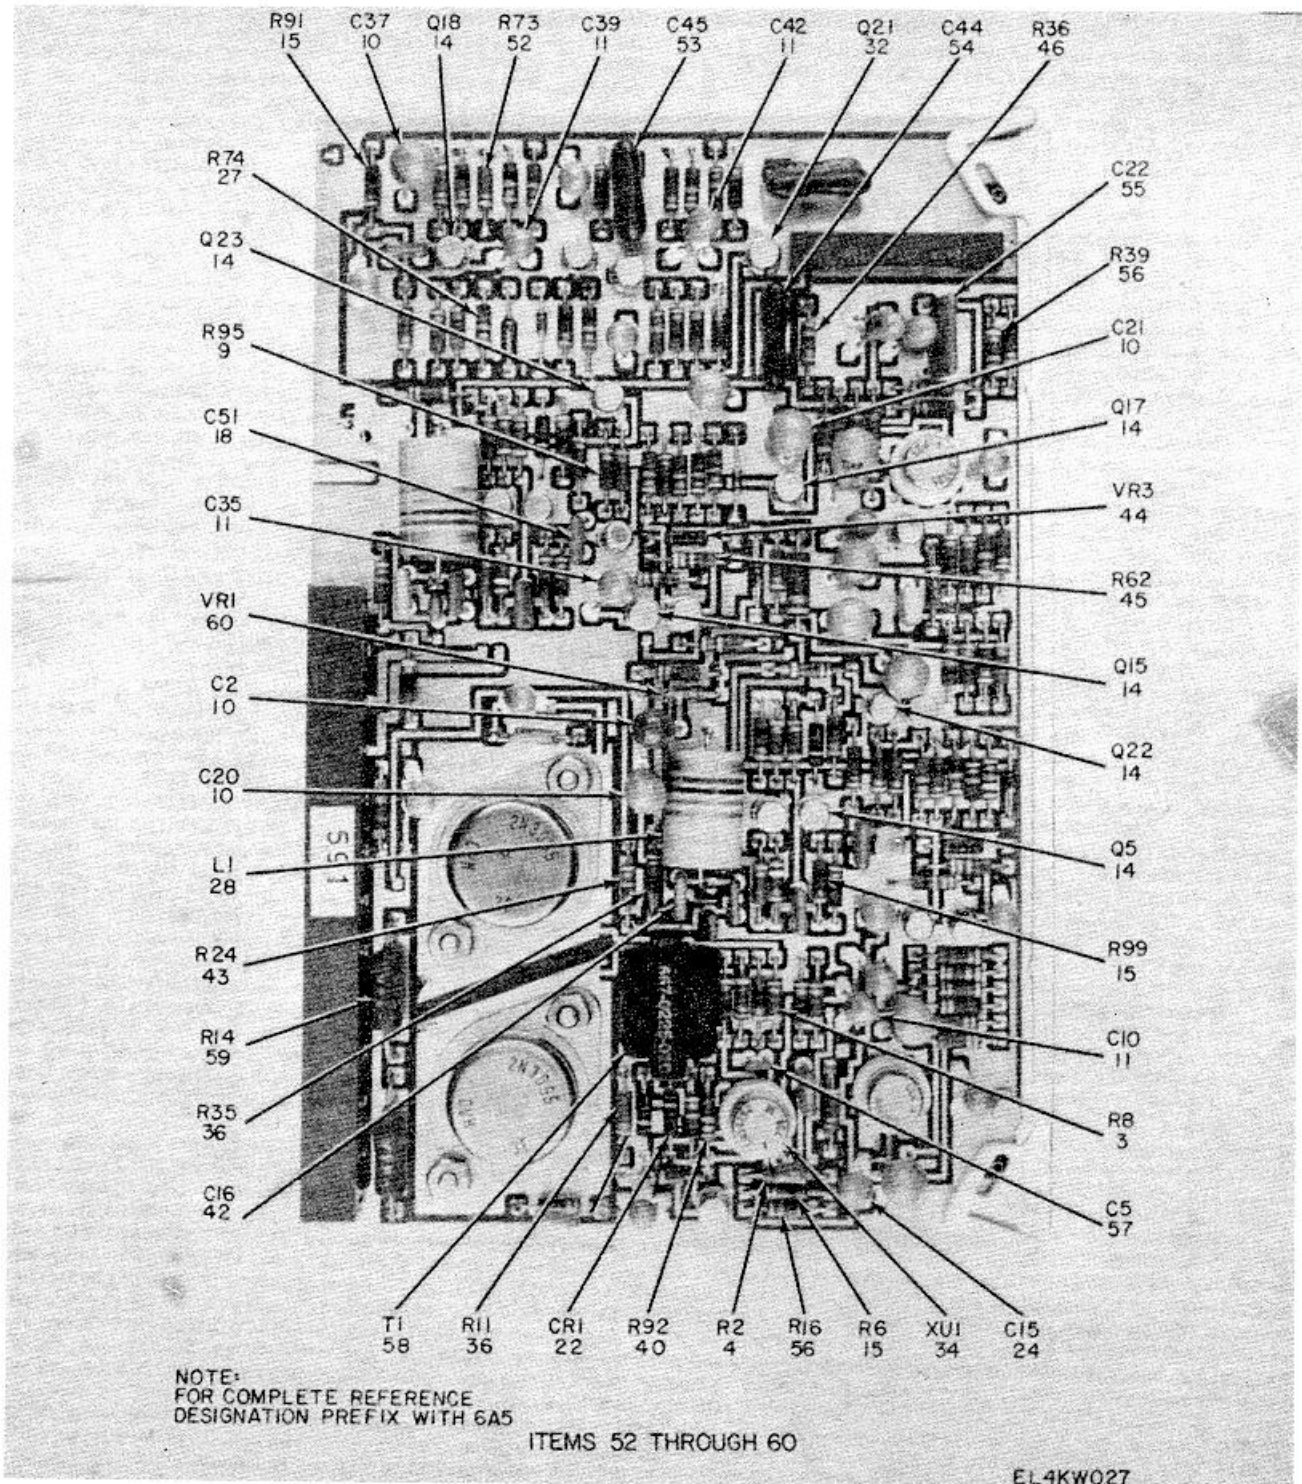 R91 C37 Q18 R73 C39 C45 C42 Q21 C44 R36
15 10 14 52 11 53 11 32 54 46
R74
27
C22
55
Q23
14
R39
56
R95
9
C21
10
C51
18
Q17
14
C35
11
VR3
44
VR1
60
R62
45
C2
10
Q15
14
C20
10
Q22
14
591
L1
28
Q5
14
R24
43
R99
15
R14
59
C10
11
R35
36
R8
3
C16
42
C5
57
T1 R11 CR1 R92 R2 R16 R6 XU1 C15
58 36 22 40 4 56 15 34 24
NOTE:
FOR COMPLETE REFERENCE
DESIGNATION PREFIX WITH 6A5
ITEMS 52 THROUGH 60
EL4KW027